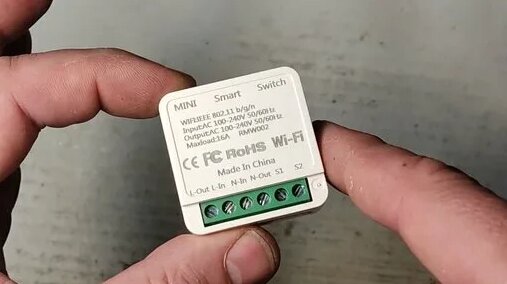 MINI Smart Switch
WIFI:IEEE 802.11 b/g/n
Input:AC 100-240V 50/60Hz
Output:AC 100-240V 50/60Hz
Maxload:16A RMW002
CE FC RoHS Wi-Fi
Made In China
L-Out L-In N-In N-Out S1 S2